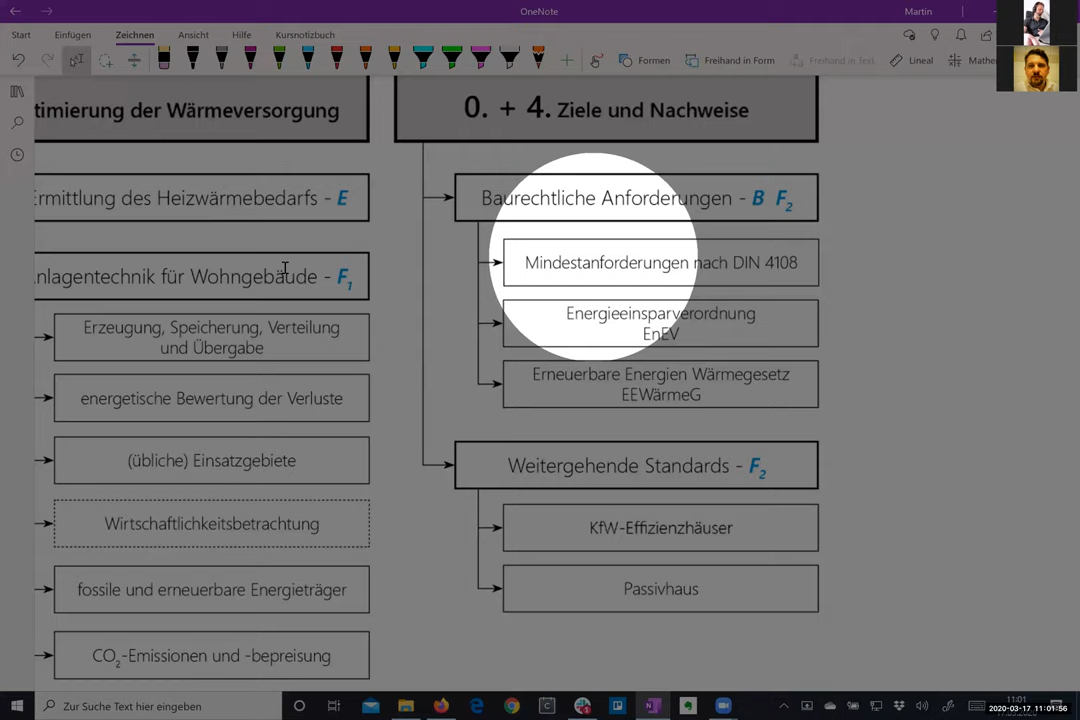 OneNote
Martin
Start Einfügen Zeichnen Ansicht Hilfe Kursnotizbuch
Formen Freihand in Form Freihand in Text Lineal Mathe
timierung der Wärmeversorgung
Ermittlung des Heizwärmebedarfs - E
nlagentechnik für Wohngebäude - F1
Erzeugung, Speicherung, Verteilung
und Übergabe
energetische Bewertung der Verluste
(übliche) Einsatzgebiete
Wirtschaftlichkeitsbetrachtung
fossile und erneuerbare Energieträger
CO2-Emissionen und -bepreisung
0. + 4. Ziele und Nachweise
Baurechtliche Anforderungen - B F2
Mindestanforderungen nach DIN 4108
Energieeinsparverordnung
EnEV
Erneuerbare Energien Wärmegesetz
EEWärmeG
Weitergehende Standards - F2
KfW-Effizienzhäuser
Passivhaus
Zur Suche Text hier eingeben
11:01
2020-03-17 11:01:56